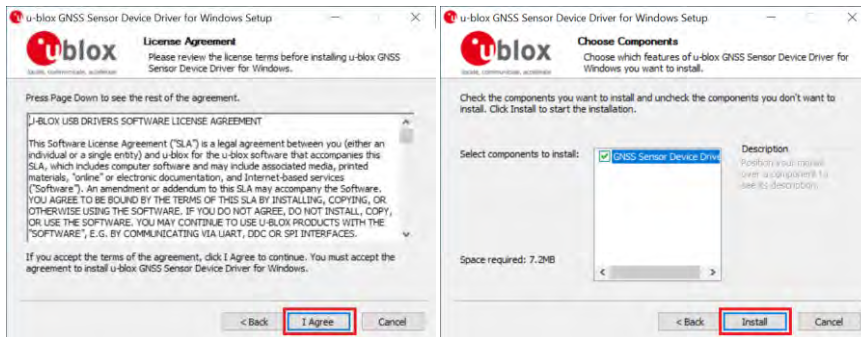 u-blox GNSS Sensor Device Driver for Windows Setup
ublox
locate, communicate, accelerate
License Agreement
Please review the license terms before installing u-blox GNSS
Sensor Device Driver for Windows.
Press Page Down to see the rest of the agreement.
U-BLOX USB DRIVERS SOFTWARE LICENSE AGREEMENT
This Software License Agreement ("SLA") is a legal agreement between you (either an
individual or a single entity) and u-blox for the u-blox software that accompanies this
SLA, which includes computer software and may include associated media, printed
materials, "online" or electronic documentation, and Internet-based services
("Software"). An amendment or addendum to this SLA may accompany the Software.
YOU AGREE TO BE BOUND BY THE TERMS OF THIS SLA BY INSTALLING, COPYING, OR
OTHERWISE USING THE SOFTWARE. IF YOU DO NOT AGREE, DO NOT INSTALL, COPY,
OR USE THE SOFTWARE. YOU MAY CONTINUE TO USE U-BLOX PRODUCTS WITH THE
"SOFTWARE", E.G. BY COMMUNICATING VIA UART, DDC OR SPI INTERFACES.
If you accept the terms of the agreement, click I Agree to continue. You must accept the
agreement to install u-blox GNSS Sensor Device Driver for Windows.
< Back
I Agree
Cancel
u-blox GNSS Sensor Device Driver for Windows Setup
ublox
locate, communicate, accelerate
Choose Components
Choose which features of u-blox GNSS Sensor Device Driver for
Windows you want to install.
Check the components you want to install and uncheck the components you don't want to
install. Click Install to start the installation.
Select components to install:
GNSS Sensor Device Drive
Description
Position your mouse
over a component to
see its description.
Space required: 7.2MB
< Back
Install
Cancel